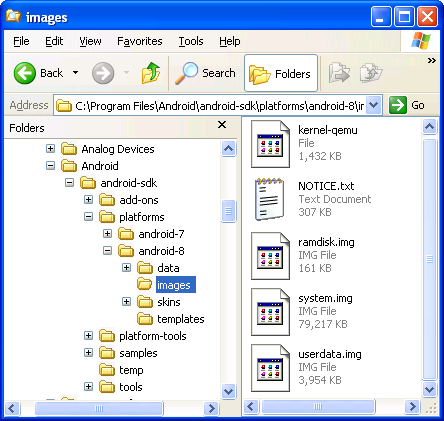 images
File Edit View Favorites Tools Help
Back Search Folders
Address C:\Program Files\Android\android-sdk\platforms\android-8\i Go
Folders
Analog Devices
Android
android-sdk
add-ons
platforms
android-7
android-8
data
images
skins
templates
platform-tools
samples
temp
tools
kernel-qemu
File
1,432 KB
NOTICE.txt
Text Document
307 KB
ramdisk.img
IMG File
161 KB
system.img
IMG File
79,217 KB
userdata.img
IMG File
3,954 KB